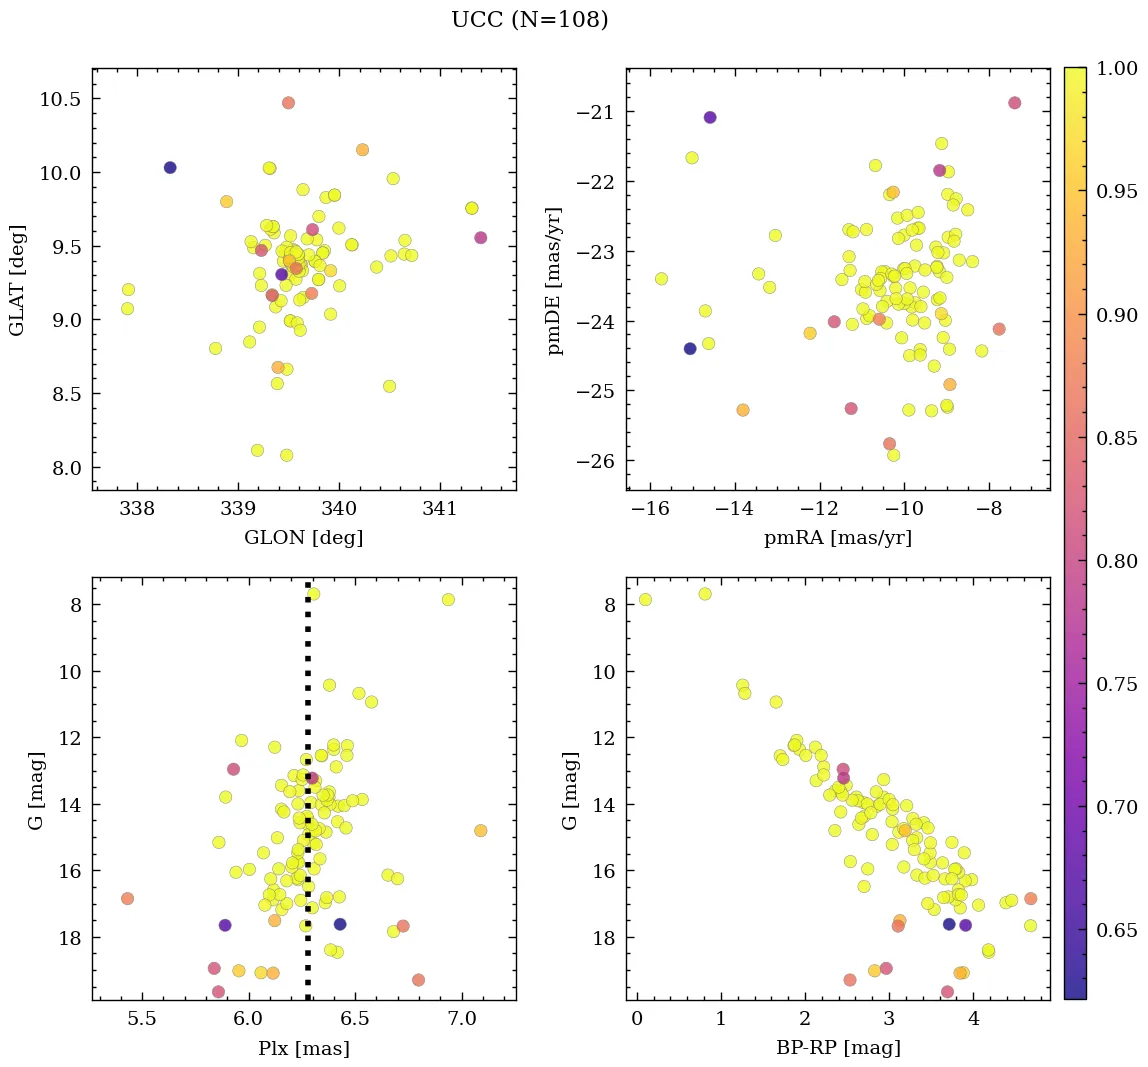 UCC (N=108)
10.5
10.0
9.5
9.0
8.5
8.0
GLAT [deg]
338 339 340 341
GLON [deg]
−21
−22
−23
−24
−25
−26
pmDE [mas/yr]
−16 −14 −12 −10 −8
pmRA [mas/yr]
8
10
12
14
16
18
G [mag]
5.5 6.0 6.5 7.0
Plx [mas]
8
10
12
14
16
18
G [mag]
0 1 2 3 4
BP-RP [mag]
1.00
0.95
0.90
0.85
0.80
0.75
0.70
0.65